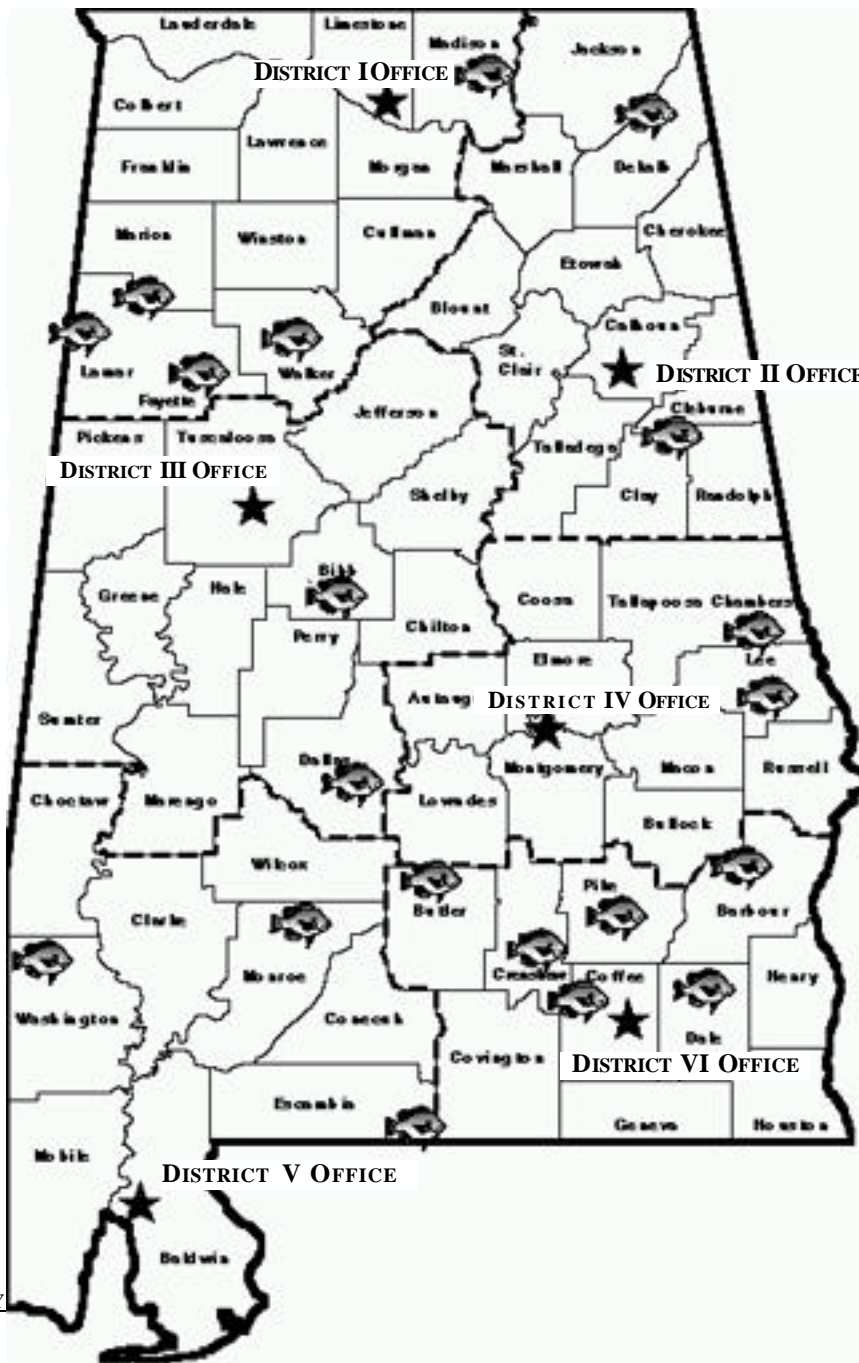 Lauderdale
Limestone
Madison
Jackson
DISTRICT I OFFICE
Colbert
Lawrence
Franklin
Morgan
Marshall
Dekalb
Marion
Winston
Cullman
Cherokee
Etowah
Blount
Calhoun
St.
Clair
Lamar
Walker
DISTRICT II OFFICE
Fayette
Jefferson
Cleburne
Pickens
Tuscaloosa
Talladega
DISTRICT III OFFICE
Shelby
Clay
Randolph
Bibb
Greene
Hale
Coosa
Tallapoosa
Chambers
Perry
Chilton
Elmore
Lee
Autaug
DISTRICT IV OFFICE
Sumter
Dallas
Montgomery
Macon
Russell
Choctaw
Marengo
Lowndes
Bullock
Wilcox
Pike
Butler
Barbour
Clarke
Monroe
Crenshaw
Coffee
Henry
Washington
Conecuh
Dale
Covington
DISTRICT VI OFFICE
Escambia
Geneva
Houston
Mobile
DISTRICT V OFFICE
Baldwin
Y